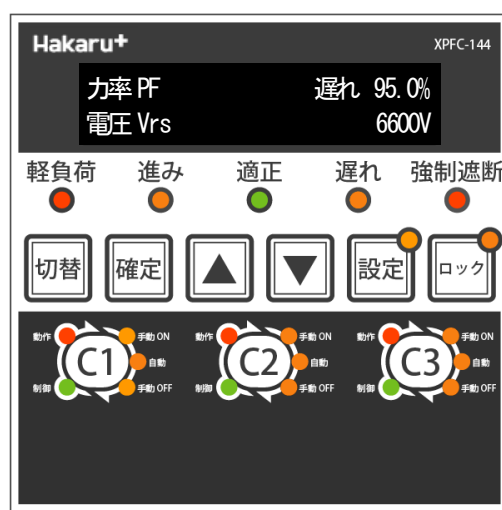 Hakaru+ XPFC-144
力率 PF 遅れ 95.0%
電圧 Vrs 6600V
軽負荷 進み 適正 遅れ 強制遮断
切替 確定 ▲ ▼ 設定 ロック
動作 手動 ON 動作 手動 ON 動作 手動 ON
C1 自動 C2 自動 C3 自動
制御 手動 OFF 制御 手動 OFF 制御 手動 OFF